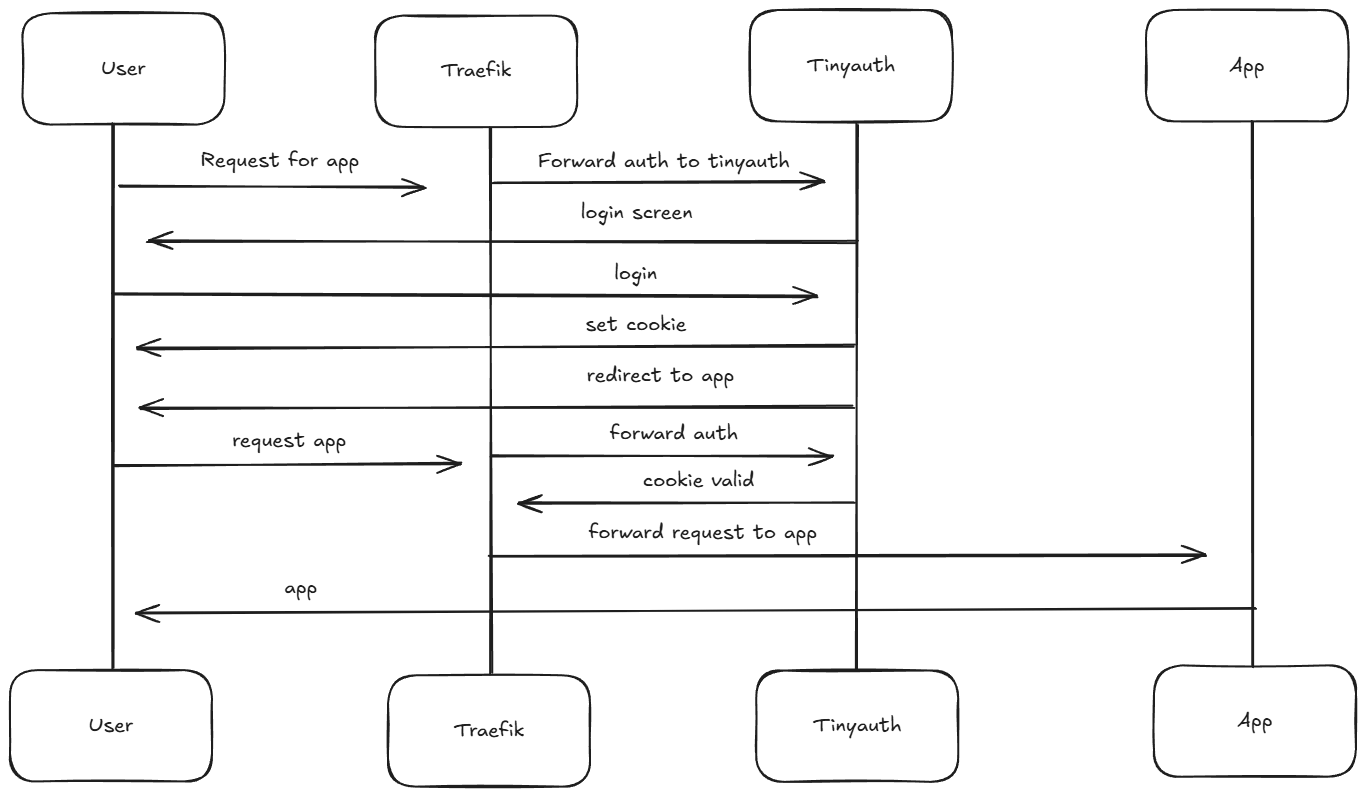 User
Traefik
Tinyauth
App
Request for app
Forward auth to tinyauth
login screen
login
set cookie
redirect to app
request app
forward auth
cookie valid
forward request to app
app
User
Traefik
Tinyauth
App